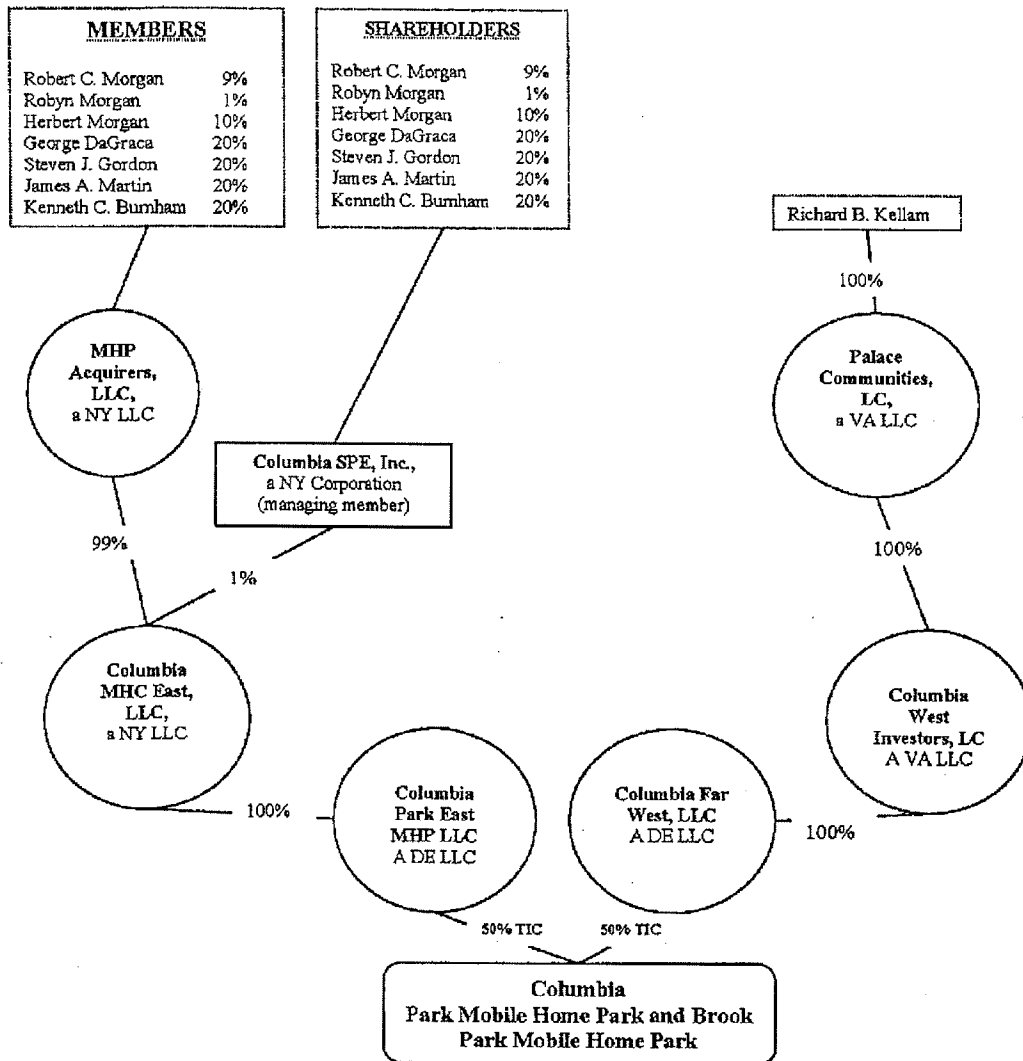 MEMBERS
Robert C. Morgan 9%
Robyn Morgan 1%
Herbert Morgan 10%
George DaGraca 20%
Steven J. Gordon 20%
James A. Martin 20%
Kenneth C. Burnham 20%
SHAREHOLDERS
Robert C. Morgan 9%
Robyn Morgan 1%
Herbert Morgan 10%
George DaGraca 20%
Steven J. Gordon 20%
James A. Martin 20%
Kenneth C. Burnham 20%
Richard B. Kellam
100%
MHP
Acquirers,
LLC,
a NY LLC
Palace
Communities,
LC,
a VA LLC
Columbia SPE, Inc.,
a NY Corporation
(managing member)
99%
1%
100%
Columbia
MHC East,
LLC,
a NY LLC
Columbia
West
Investors, LC
A VA LLC
100%
Columbia
Park East
MHP LLC
A DE LLC
Columbia Far
West, LLC
A DE LLC
100%
50% TIC 50% TIC
Columbia
Park Mobile Home Park and Brook
Park Mobile Home Park